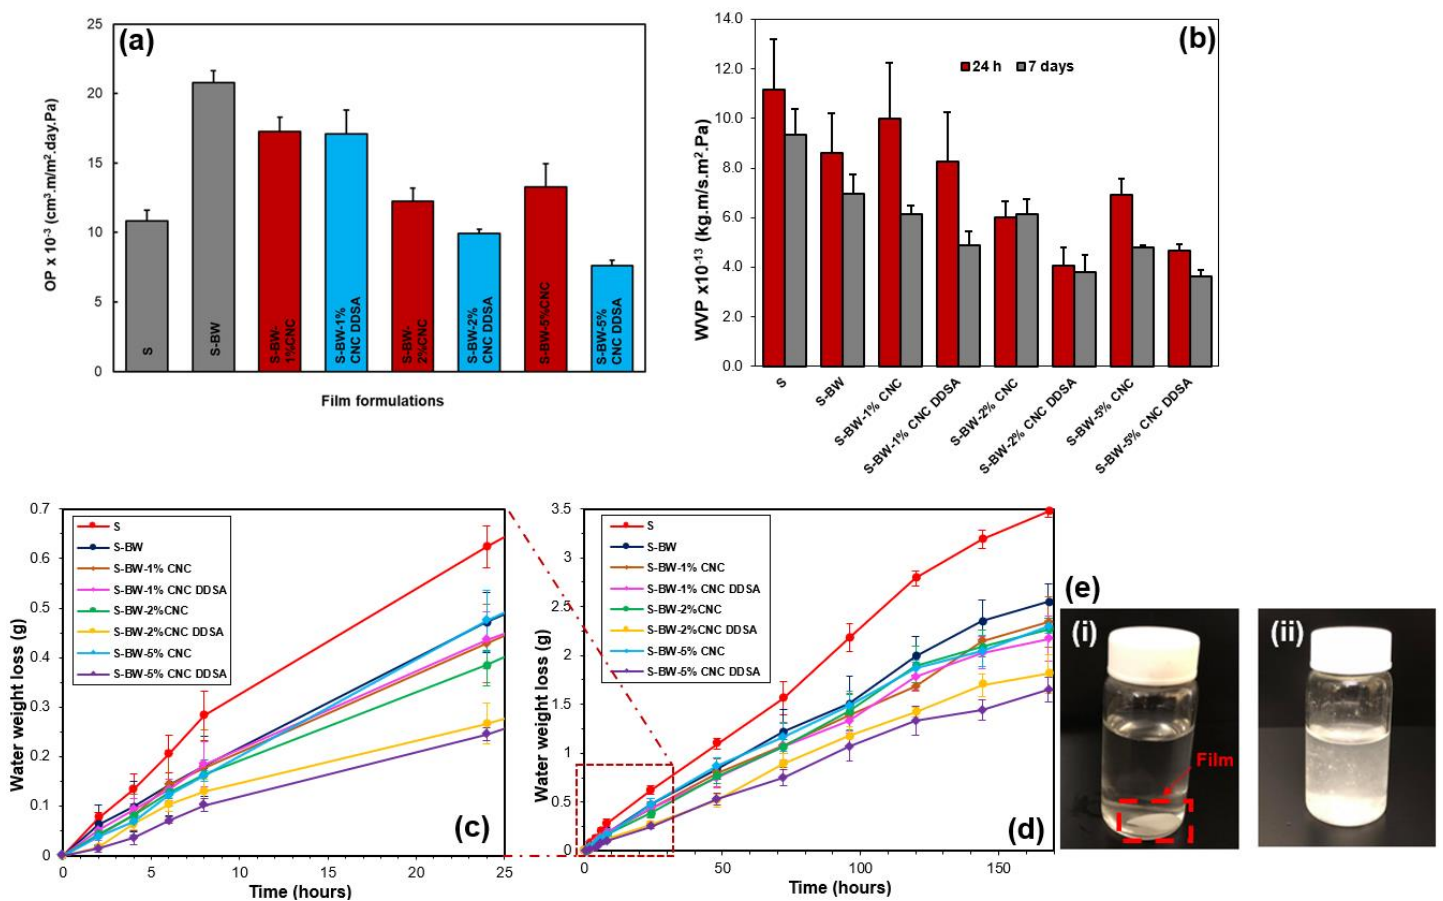 (a)
25
20
15
10
5
0
OP x 10⁻³ (cm³.m/m².day.Pa)
S
S-BW
S-BW-
1%CNC
S-BW-1%
CNC DDSA
S-BW-
2%CNC
S-BW-2%
CNC DDSA
S-BW-5%CNC
S-BW-5%
CNC DDSA
Film formulations
(b)
24 h
7 days
14.0
12.0
10.0
8.0
6.0
4.0
2.0
0.0
WVP x10⁻¹³ (kg.m/s.m².Pa)
S
S-BW
S-BW-1% CNC
S-BW-1% CNC DDSA
S-BW-2% CNC
S-BW-2% CNC DDSA
S-BW-5% CNC
S-BW-5% CNC DDSA
0.7
0.6
0.5
0.4
0.3
0.2
0.1
0
Water weight loss (g)
S
S-BW
S-BW-1% CNC
S-BW-1% CNC DDSA
S-BW-2%CNC
S-BW-2%CNC DDSA
S-BW-5% CNC
S-BW-5% CNC DDSA
(c)
0 5 10 15 20 25
Time (hours)
3.5
3
2.5
2
1.5
1
0.5
0
Water weight loss (g)
S
S-BW
S-BW-1% CNC
S-BW-1% CNC DDSA
S-BW-2%CNC
S-BW-2%CNC DDSA
S-BW-5% CNC
S-BW-5% CNC DDSA
(d)
0 50 100 150
Time (hours)
(e)
(i)
Film
(ii)